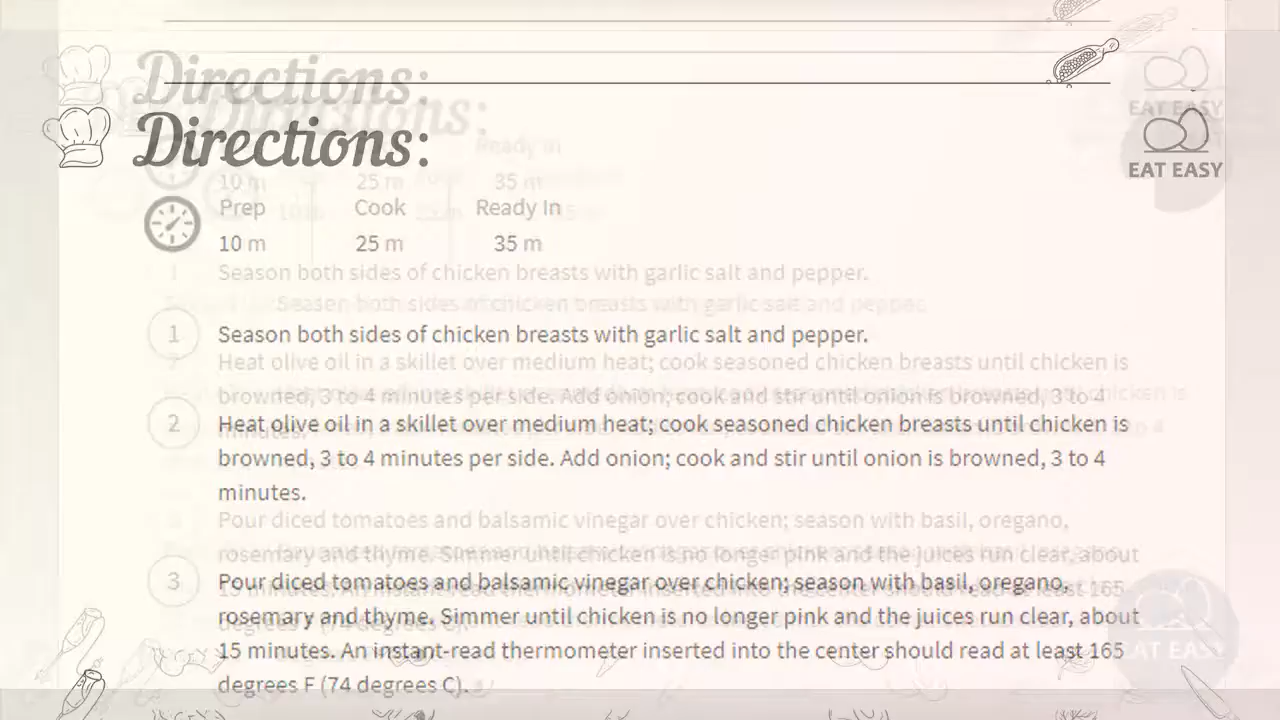 Directions:
EAT EASY
Prep Cook Ready In
10 m 25 m 35 m
1 Season both sides of chicken breasts with garlic salt and pepper.
2 Heat olive oil in a skillet over medium heat; cook seasoned chicken breasts until chicken is
browned, 3 to 4 minutes per side. Add onion; cook and stir until onion is browned, 3 to 4
minutes.
3 Pour diced tomatoes and balsamic vinegar over chicken; season with basil, oregano,
rosemary and thyme. Simmer until chicken is no longer pink and the juices run clear, about
15 minutes. An instant-read thermometer inserted into the center should read at least 165
degrees F (74 degrees C).
EAT EASY